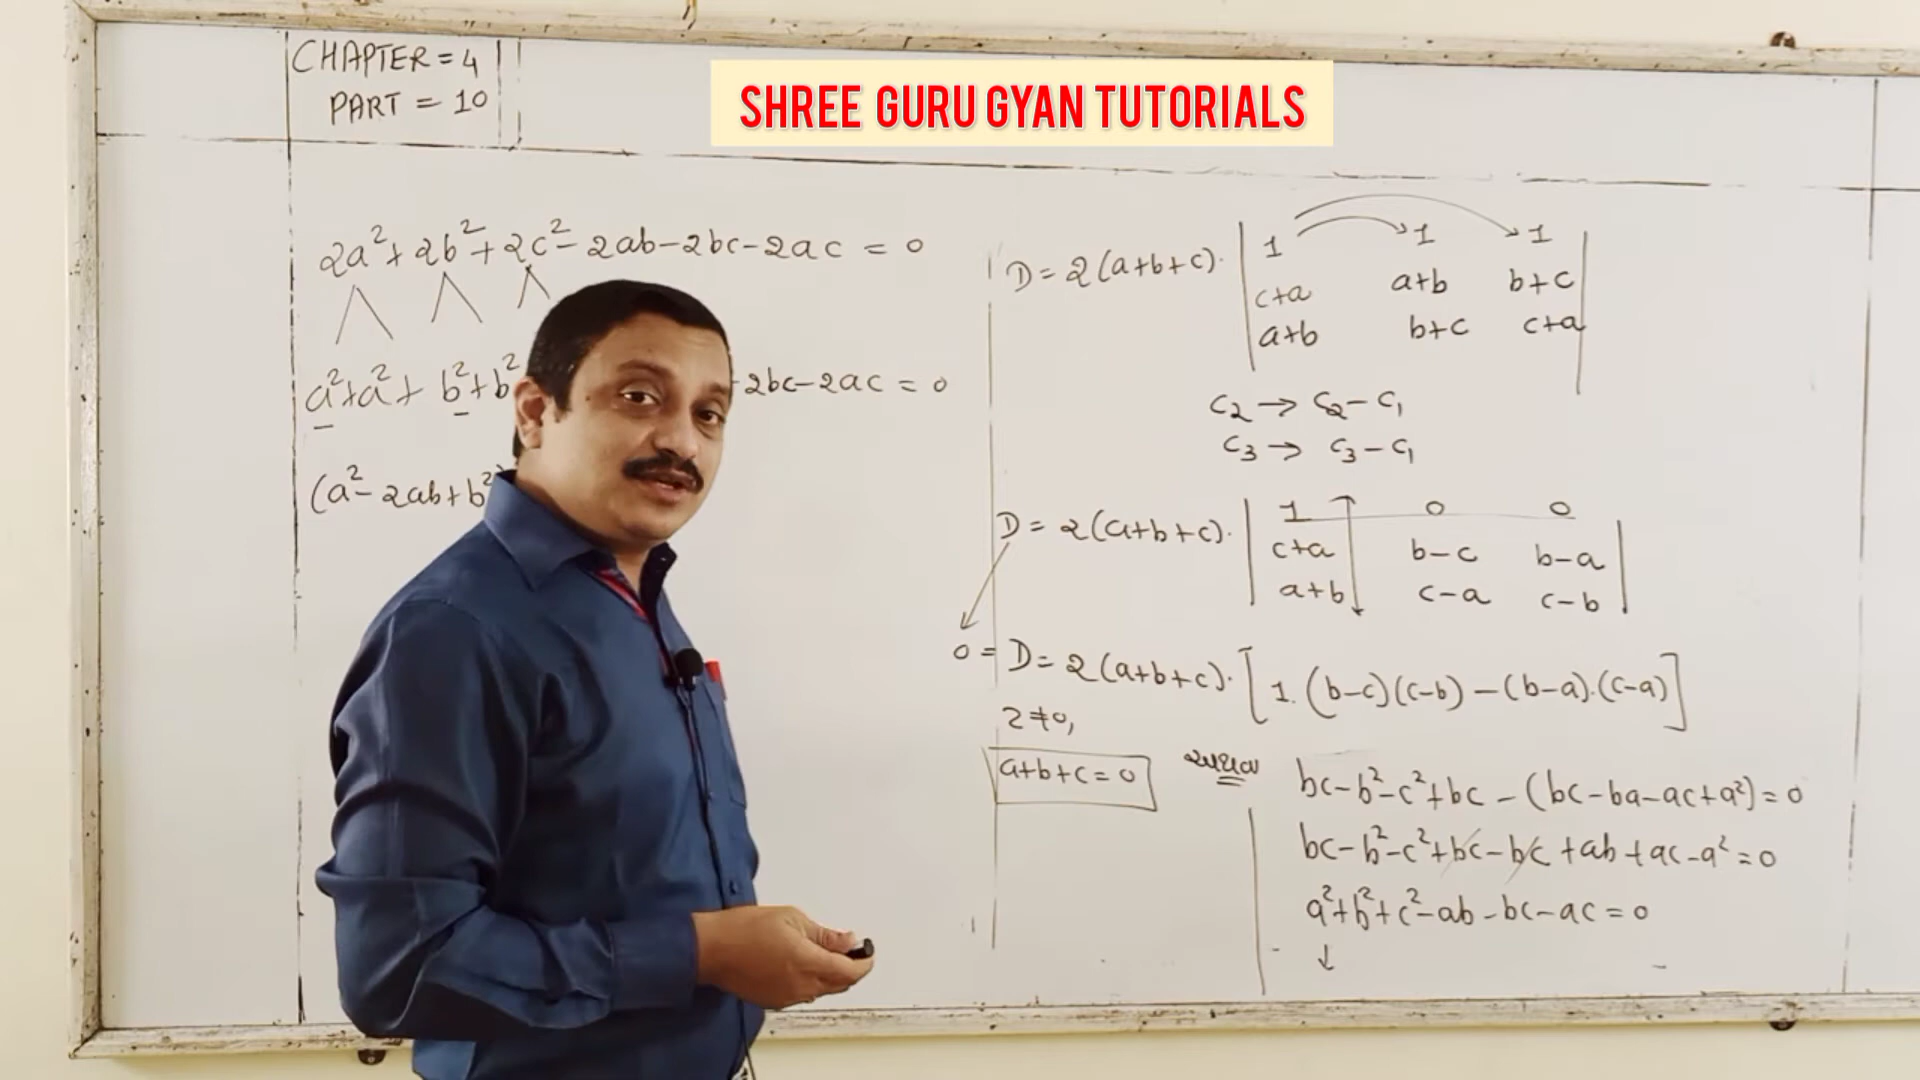 CHAPTER = 4
PART = 10
SHREE GURU GYAN TUTORIALS
2a² + 2b² + 2c² - 2ab - 2bc - 2ac = 0
a² + a² + b² + b²
- 2bc - 2ac = 0
(a² - 2ab + b²
D = 2(a+b+c). | 1 1 1
c+a a+b b+c
a+b b+c c+a |
C₂ → C₂ - C₁
C₃ → C₃ - C₁
D = 2(a+b+c). | 1 0 0
c+a b-c b-a
a+b c-a c-b |
0 = D = 2(a+b+c). [1. (b-c)(c-b) - (b-a).(c-a)]
2 ≠ 0,
a+b+c = 0
અથવા
bc - b² - c² + bc - (bc - ba - ac + a²) = 0
bc - b² - c² + bc - bc + ab + ac - a² = 0
a² + b² + c² - ab - bc - ac = 0
↓